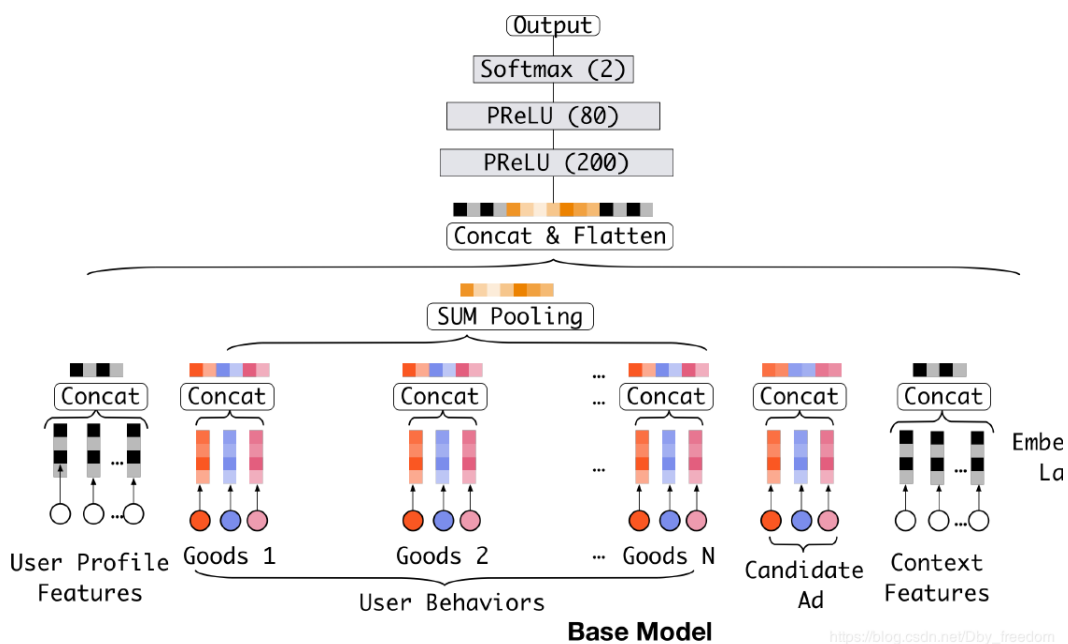 Output
Softmax (2)
PReLU (80)
PReLU (200)
Concat & Flatten
SUM Pooling
... 
Concat Concat Concat ... Concat Concat Concat
... ... ... Embe
La
... ...
User Profile
Features
Goods 1 Goods 2 ... Goods N
Candidate
Ad
Context
Features
User Behaviors
Base Model
https://blog.csdn.net/Dby_freedom